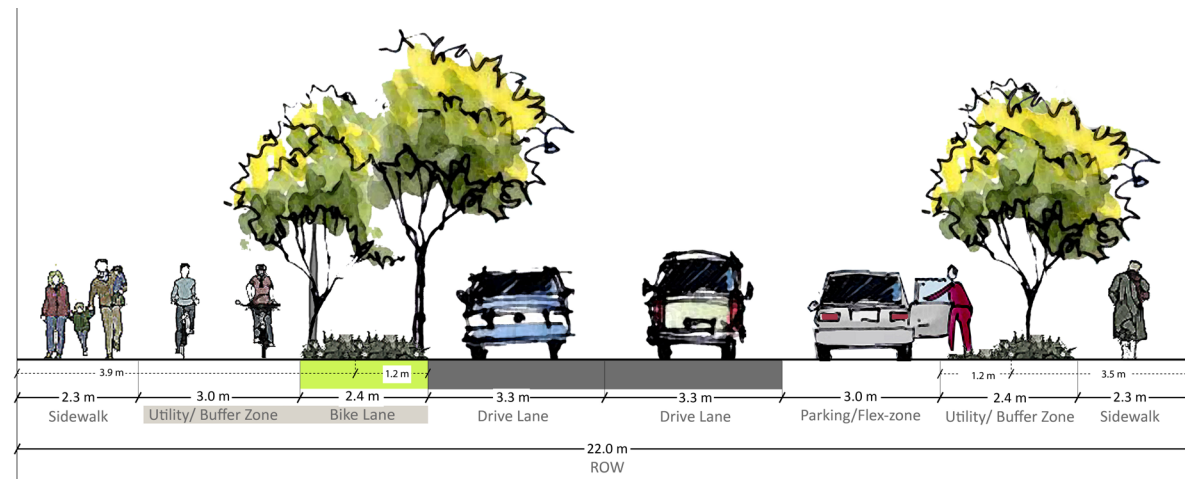 3.9 m 1.2 m 1.2 m 3.5 m
2.3 m 3.0 m 2.4 m 3.3 m 3.3 m 3.0 m 2.4 m 2.3 m
Sidewalk Utility/ Buffer Zone Bike Lane Drive Lane Drive Lane Parking/Flex-zone Utility/ Buffer Zone Sidewalk
22.0 m
ROW